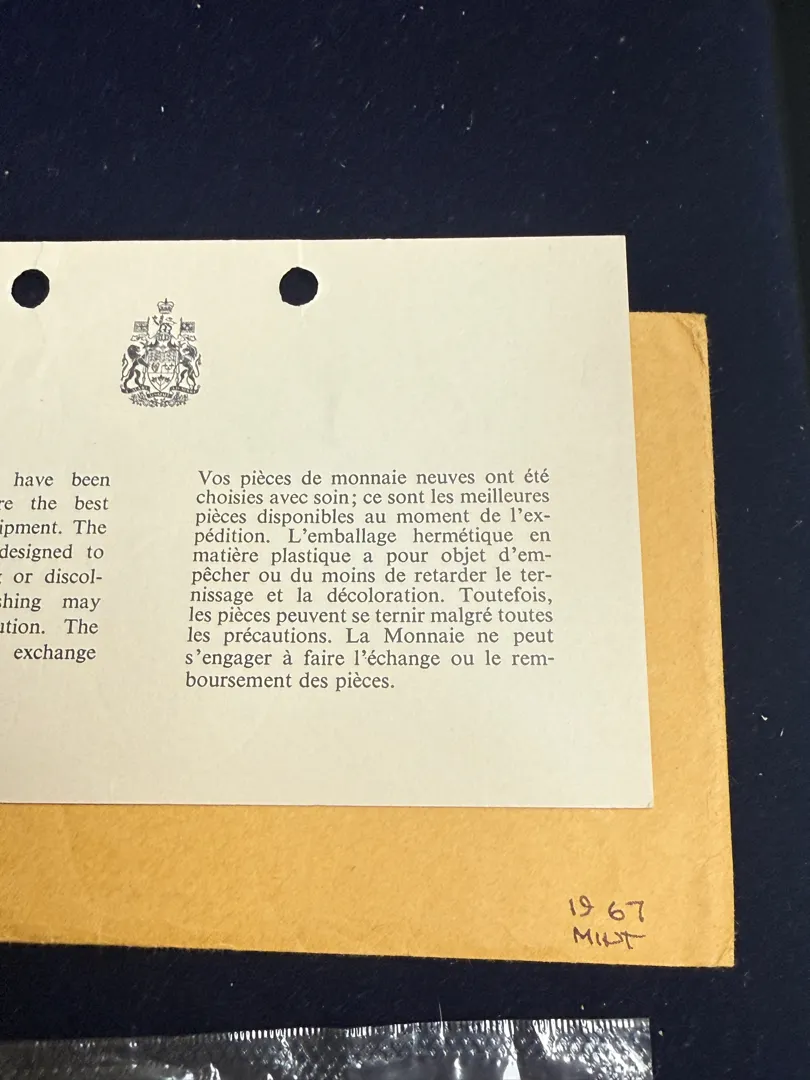 have been
re the best
ipment. The
designed to
or discol-
shing may
ution. The
exchange
Vos pièces de monnaie neuves ont été
choisies avec soin; ce sont les meilleures
pièces disponibles au moment de l'ex-
pédition. L'emballage hermétique en
matière plastique a pour objet d'em-
pêcher ou du moins de retarder le ter-
nissage et la décoloration. Toutefois,
les pièces peuvent se ternir malgré toutes
les précautions. La Monnaie ne peut
s'engager à faire l'échange ou le rem-
boursement des pièces.
1967
MINT